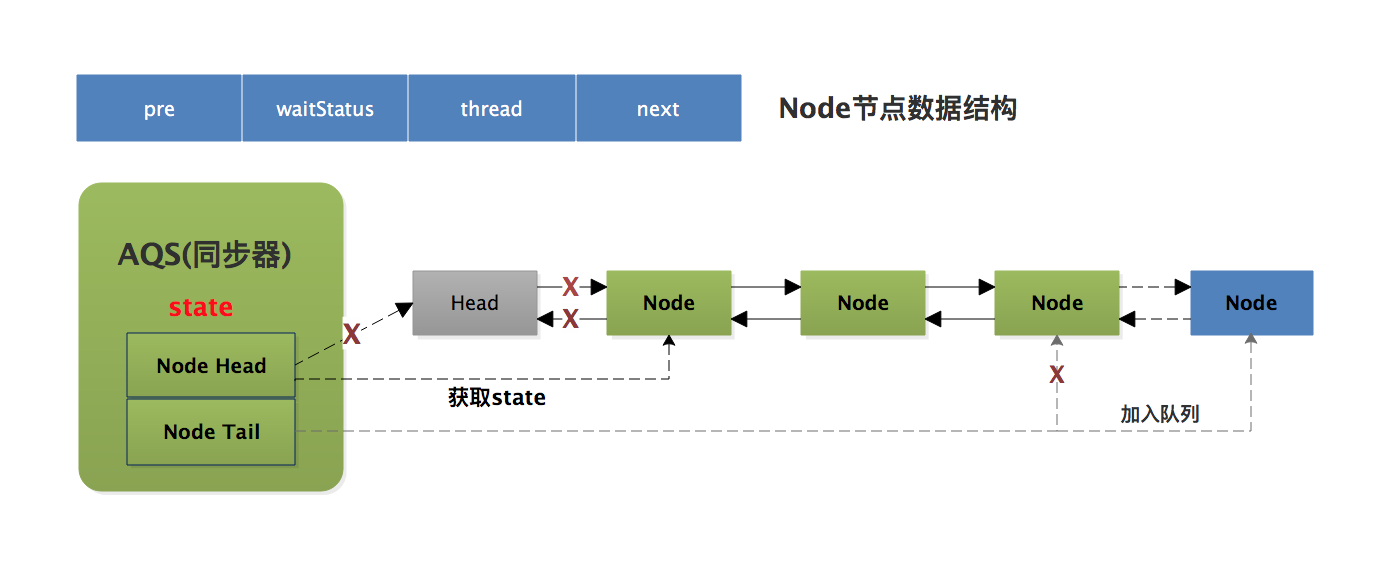 pre
waitStatus
thread
next
Node节点数据结构
AQS(同步器)
state
Node Head
Node Tail
X
Head
X
X
Node
Node
Node
Node
获取state
X
加入队列